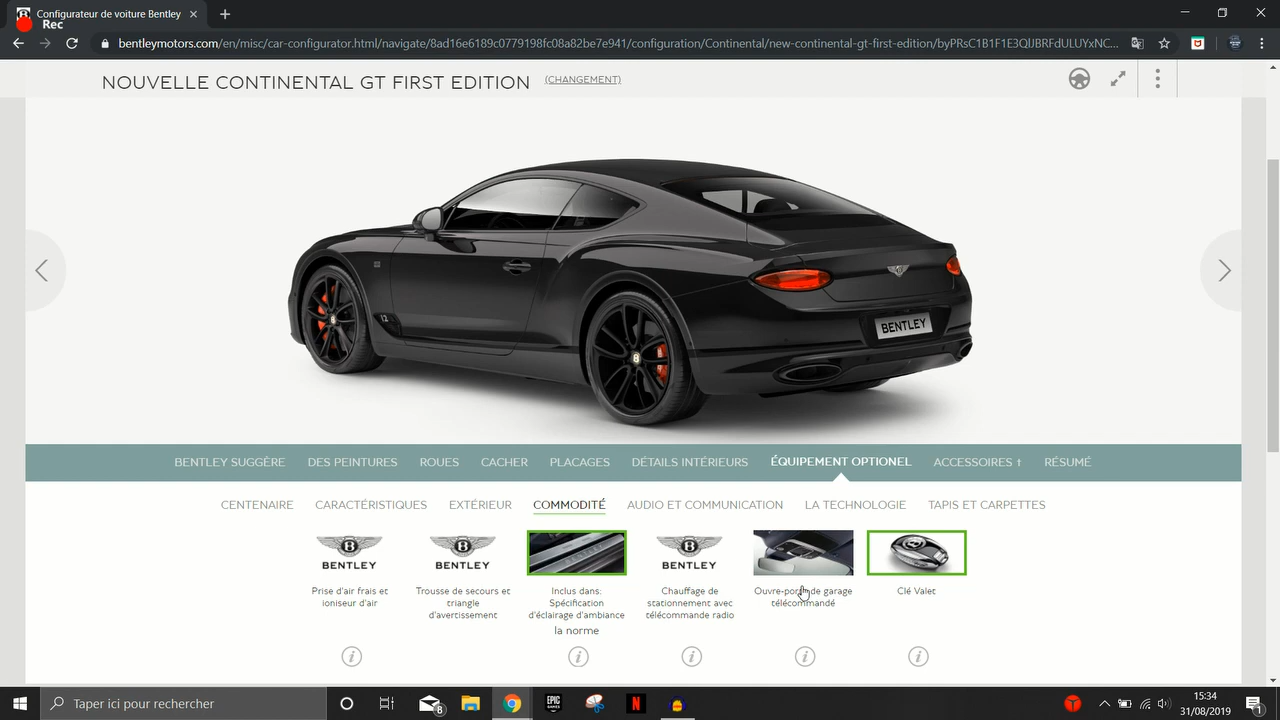 Configurateur de voiture Bentley
Rec
bentleymotors.com/en/misc/car-configurator.html/navigate/8ad16e6189c0779198fc08a82be7e941/configuration/Continental/new-continental-gt-first-edition/byPRsC1B1F1E3QIJBRFdULUYxNC...
NOUVELLE CONTINENTAL GT FIRST EDITION (CHANGEMENT)
BENTLEY
BENTLEY SUGGÈRE DES PEINTURES ROUES CACHER PLACAGES DÉTAILS INTÉRIEURS ÉQUIPEMENT OPTIONEL ACCESSOIRES † RÉSUMÉ
CENTENAIRE CARACTÉRISTIQUES EXTÉRIEUR COMMODITÉ AUDIO ET COMMUNICATION LA TECHNOLOGIE TAPIS ET CARPETTES
BENTLEY BENTLEY BENTLEY
Prise d'air frais et
ioniseur d'air
Trousse de secours et
triangle
d'avertissement
Inclus dans:
Spécification
d'éclairage d'ambiance
la norme
Chauffage de
stationnement avec
télécommande radio
Ouvre-porte de garage
télécommandé
Clé Valet
Taper ici pour rechercher
15:34
31/08/2019